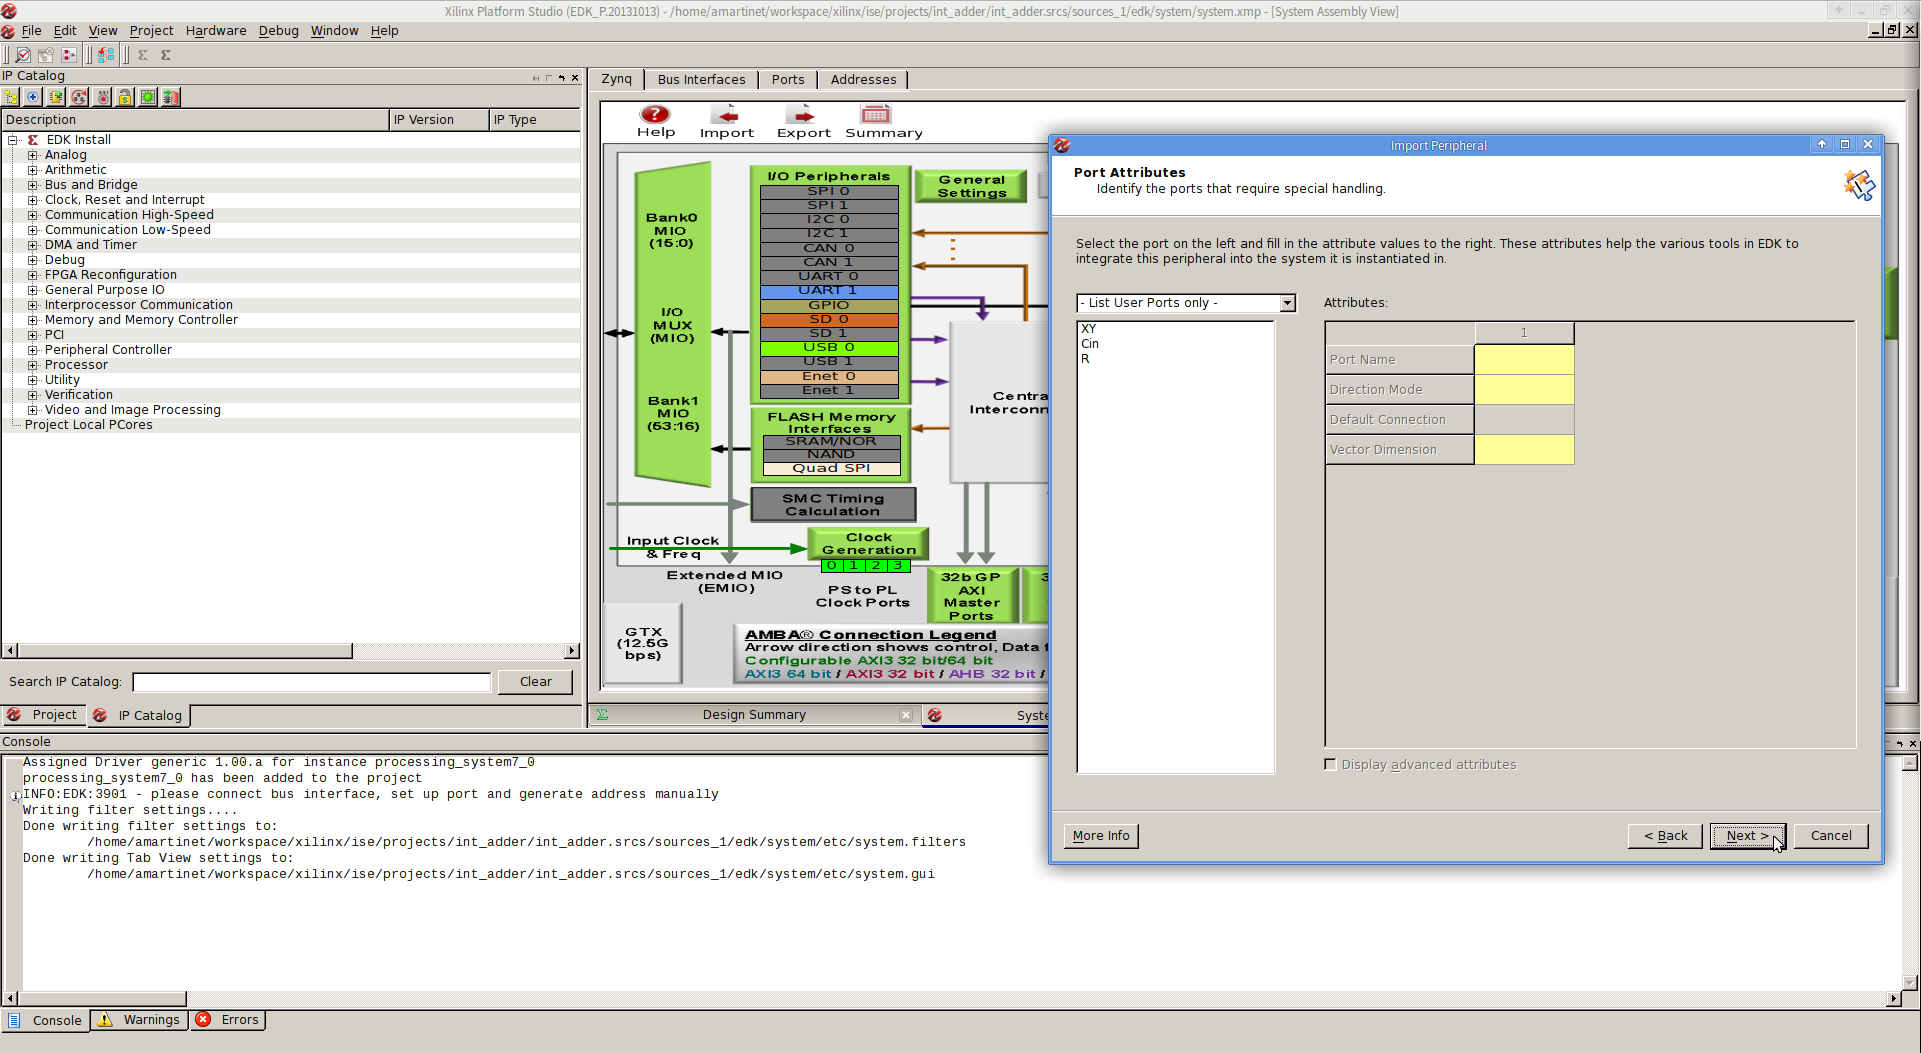 Xilinx Platform Studio (EDK_P.20131013) - /home/amartinet/workspace/xilinx/ise/projects/int_adder/int_adder.srcs/sources_1/edk/system/system.xmp - [System Assembly View]
File Edit View Project Hardware Debug Window Help
IP Catalog
Description IP Version IP Type
EDK Install
Analog
Arithmetic
Bus and Bridge
Clock, Reset and Interrupt
Communication High-Speed
Communication Low-Speed
DMA and Timer
Debug
FPGA Reconfiguration
General Purpose IO
Interprocessor Communication
Memory and Memory Controller
PCI
Peripheral Controller
Processor
Utility
Verification
Video and Image Processing
Project Local PCores
Search IP Catalog: Clear
Project IP Catalog
Zynq Bus Interfaces Ports Addresses
Help Import Export Summary
Bank0
MIO
(15:0)
I/O
MUX
(MIO)
Bank1
MIO
(53:16)
I/O Peripherals
SPI 0
SPI 1
I2C 0
I2C 1
CAN 0
CAN 1
UART 0
UART 1
GPIO
SD 0
SD 1
USB 0
USB 1
Enet 0
Enet 1
General
Settings
FLASH Memory
Interfaces
SRAM/NOR
NAND
Quad SPI
SMC Timing
Calculation
Input Clock
& Freq
Clock
Generation
0 1 2 3
Extended MIO
(EMIO)
PS to PL
Clock Ports
32b GP
AXI
Master
Ports
3
Centra
Interconn
GTX
(12.5G
bps)
AMBA® Connection Legend
Arrow direction shows control, Data f
Configurable AXI3 32 bit/64 bit
AXI3 64 bit / AXI3 32 bit / AHB 32 bit /
Design Summary Syste
Import Peripheral
Port Attributes
Identify the ports that require special handling.
Select the port on the left and fill in the attribute values to the right. These attributes help the various tools in EDK to
integrate this peripheral into the system it is instantiated in.
- List User Ports only -
XY
Cin
R
Attributes:
1
Port Name
Direction Mode
Default Connection
Vector Dimension
Display advanced attributes
More Info < Back Next > Cancel
Console
Assigned Driver generic 1.00.a for instance processing_system7_0
processing_system7_0 has been added to the project
INFO:EDK:3901 - please connect bus interface, set up port and generate address manually
Writing filter settings....
Done writing filter settings to:
/home/amartinet/workspace/xilinx/ise/projects/int_adder/int_adder.srcs/sources_1/edk/system/etc/system.filters
Done writing Tab View settings to:
/home/amartinet/workspace/xilinx/ise/projects/int_adder/int_adder.srcs/sources_1/edk/system/etc/system.gui
Console Warnings Errors